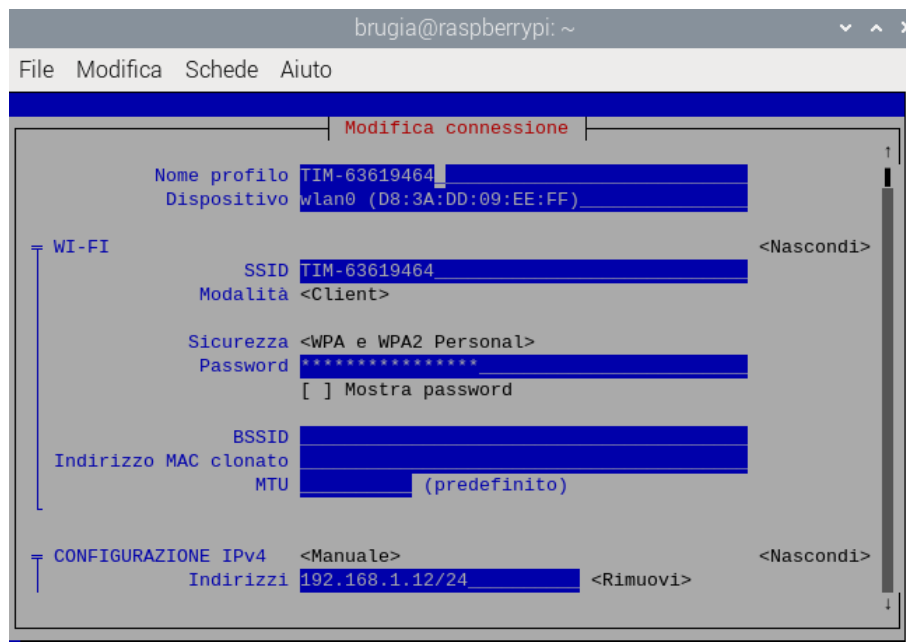 brugia@raspberrypi: ~
File Modifica Schede Aiuto
Modifica connessione
Nome profilo TIM-63619464
Dispositivo wlan0 (D8:3A:DD:09:EE:FF)
WI-FI <Nascondi>
SSID TIM-63619464
Modalità <Client>
Sicurezza <WPA e WPA2 Personal>
Password ****************
[ ] Mostra password
BSSID
Indirizzo MAC clonato
MTU (predefinito)
CONFIGURAZIONE IPv4 <Manuale> <Nascondi>
Indirizzi 192.168.1.12/24 <Rimuovi>